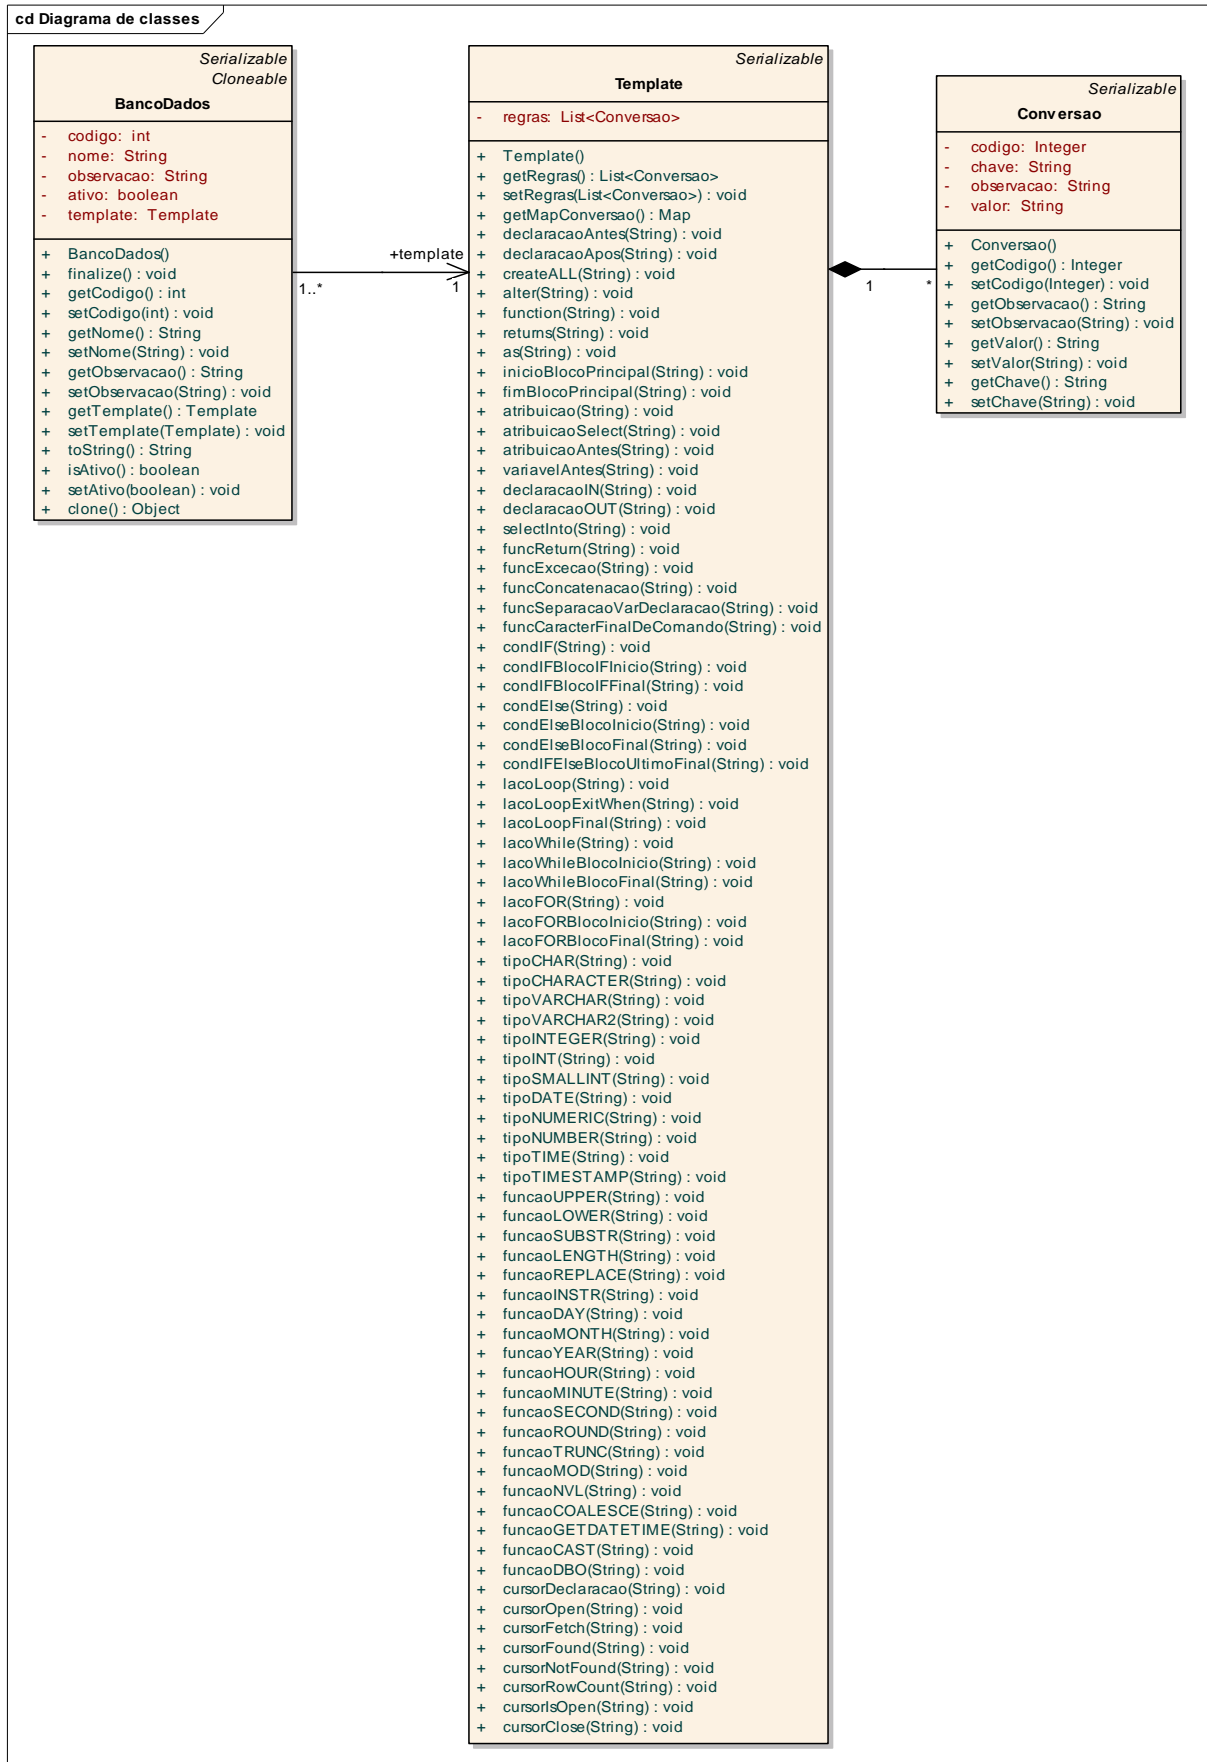 cd Diagrama de classes
Serializable
Cloneable
BancoDados
- codigo: int
- nome: String
- observacao: String
- ativo: boolean
- template: Template
+ BancoDados()
+ finalize() : void
+ getCodigo() : int
+ setCodigo(int) : void
+ getNome() : String
+ setNome(String) : void
+ getObservacao() : String
+ setObservacao(String) : void
+ getTemplate() : Template
+ setTemplate(Template) : void
+ toString() : String
+ isAtivo() : boolean
+ setAtivo(boolean) : void
+ clone() : Object
1..*
+template
1
Serializable
Template
- regras: List<Conversao>
+ Template()
+ getRegras() : List<Conversao>
+ setRegras(List<Conversao>) : void
+ getMapConversao() : Map
+ declaracaoAntes(String) : void
+ declaracaoApos(String) : void
+ createALL(String) : void
+ alter(String) : void
+ function(String) : void
+ returns(String) : void
+ as(String) : void
+ inicioBlocoPrincipal(String) : void
+ fimBlocoPrincipal(String) : void
+ atribuicao(String) : void
+ atribuicaoSelect(String) : void
+ atribuicaoAntes(String) : void
+ variavelAntes(String) : void
+ declaracaoIN(String) : void
+ declaracaoOUT(String) : void
+ selectInto(String) : void
+ funcReturn(String) : void
+ funcExcecao(String) : void
+ funcConcatenacao(String) : void
+ funcSeparacaoVarDeclaracao(String) : void
+ funcCaracterFinalDeComando(String) : void
+ condIF(String) : void
+ condIFBlocoIFInicio(String) : void
+ condIFBlocoIFFinal(String) : void
+ condElse(String) : void
+ condElseBlocoInicio(String) : void
+ condElseBlocoFinal(String) : void
+ condIFElseBlocoUltimoFinal(String) : void
+ lacoLoop(String) : void
+ lacoLoopExitWhen(String) : void
+ lacoLoopFinal(String) : void
+ lacoWhile(String) : void
+ lacoWhileBlocoInicio(String) : void
+ lacoWhileBlocoFinal(String) : void
+ lacoFOR(String) : void
+ lacoFORBlocoInicio(String) : void
+ lacoFORBlocoFinal(String) : void
+ tipoCHAR(String) : void
+ tipoCHARACTER(String) : void
+ tipoVARCHAR(String) : void
+ tipoVARCHAR2(String) : void
+ tipoINTEGER(String) : void
+ tipoINT(String) : void
+ tipoSMALLINT(String) : void
+ tipoDATE(String) : void
+ tipoNUMERIC(String) : void
+ tipoNUMBER(String) : void
+ tipoTIME(String) : void
+ tipoTIMESTAMP(String) : void
+ funcaoUPPER(String) : void
+ funcaoLOWER(String) : void
+ funcaoSUBSTR(String) : void
+ funcaoLENGTH(String) : void
+ funcaoREPLACE(String) : void
+ funcaoINSTR(String) : void
+ funcaoDAY(String) : void
+ funcaoMONTH(String) : void
+ funcaoYEAR(String) : void
+ funcaoHOUR(String) : void
+ funcaoMINUTE(String) : void
+ funcaoSECOND(String) : void
+ funcaoROUND(String) : void
+ funcaoTRUNC(String) : void
+ funcaoMOD(String) : void
+ funcaoNVL(String) : void
+ funcaoCOALESCE(String) : void
+ funcaoGETDATETIME(String) : void
+ funcaoCAST(String) : void
+ funcaoDBO(String) : void
+ cursorDeclaracao(String) : void
+ cursorOpen(String) : void
+ cursorFetch(String) : void
+ cursorFound(String) : void
+ cursorNotFound(String) : void
+ cursorRowCount(String) : void
+ cursorIsOpen(String) : void
+ cursorClose(String) : void
1
*
Serializable
Conversao
- codigo: Integer
- chave: String
- observacao: String
- valor: String
+ Conversao()
+ getCodigo() : Integer
+ setCodigo(Integer) : void
+ getObservacao() : String
+ setObservacao(String) : void
+ getValor() : String
+ setValor(String) : void
+ getChave() : String
+ setChave(String) : void